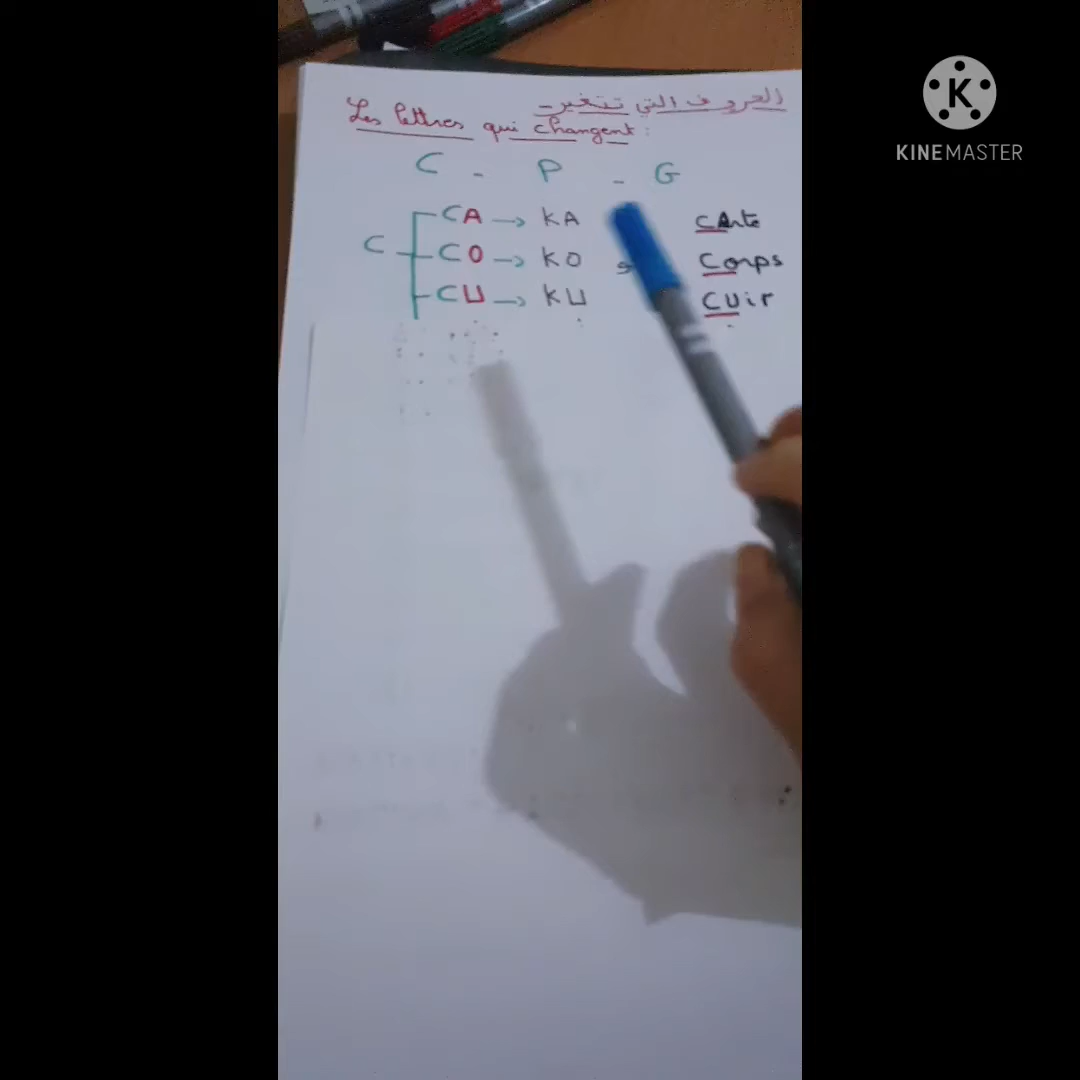 الحروف التي تتغير
Les lettres qui changent :
C - P - G
C
CA → KA CArte
CO → KO Corps
CU → KU CUir
K
KINEMASTER